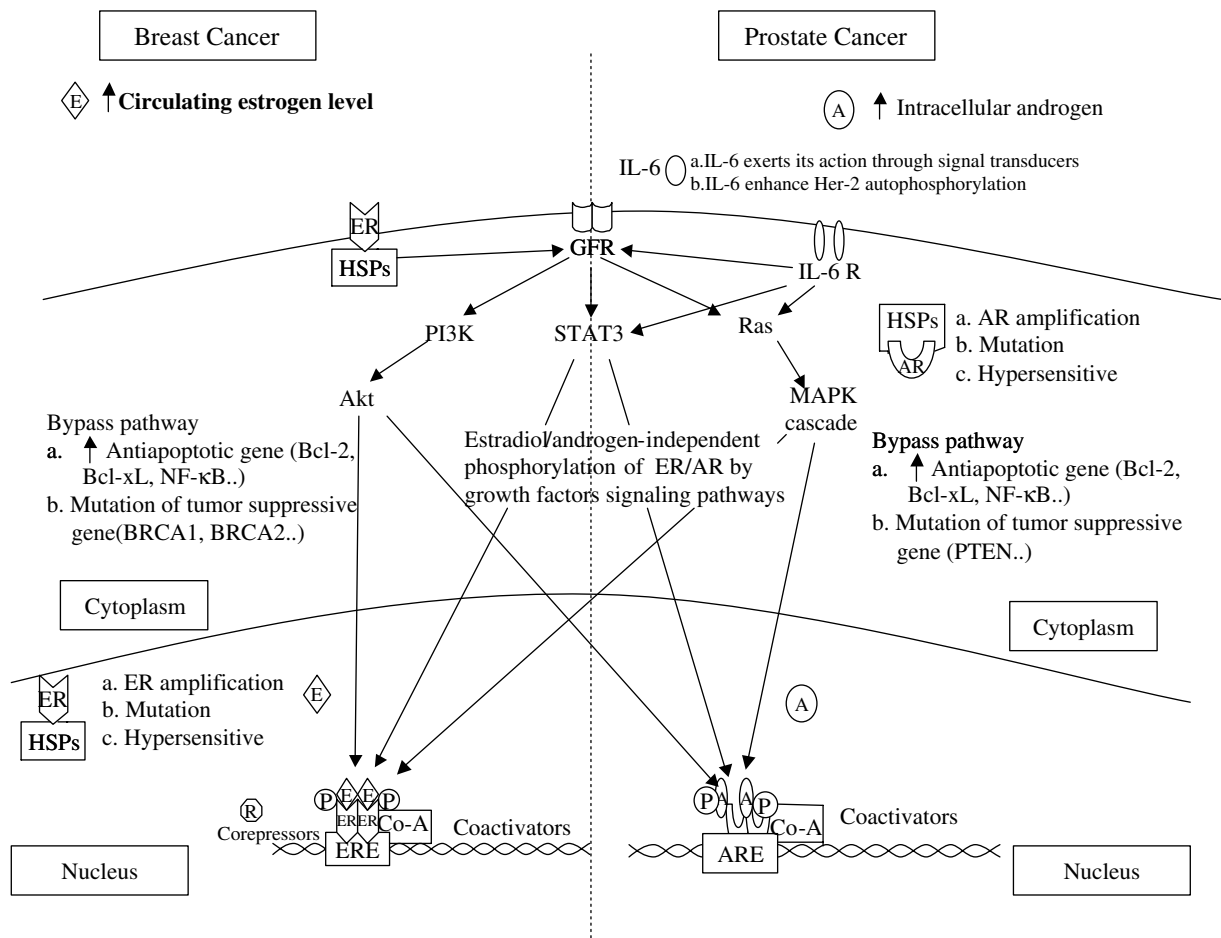 Breast Cancer
Prostate Cancer
E
Circulating estrogen level
A
Intracellular androgen
IL-6
a.IL-6 exerts its action through signal transducers
b.IL-6 enhance Her-2 autophosphorylation
ER
HSPs
GFR
IL-6 R
PI3K
STAT3
Ras
HSPs
AR
a. AR amplification
b. Mutation
c. Hypersensitive
Akt
MAPK
cascade
Bypass pathway
a. Antiapoptotic gene (Bcl-2,
Bcl-xL, NF-κB..)
b. Mutation of tumor suppressive
gene(BRCA1, BRCA2..)
Estradiol/androgen-independent
phosphorylation of ER/AR by
growth factors signaling pathways
Bypass pathway
a. Antiapoptotic gene (Bcl-2,
Bcl-xL, NF-κB..)
b. Mutation of tumor suppressive
gene (PTEN..)
Cytoplasm
Cytoplasm
ER
HSPs
a. ER amplification
b. Mutation
c. Hypersensitive
E
A
R
Corepressors
P E E P
ER ER Co-A
Coactivators
ERE
P A A P
Co-A
Coactivators
ARE
Nucleus
Nucleus